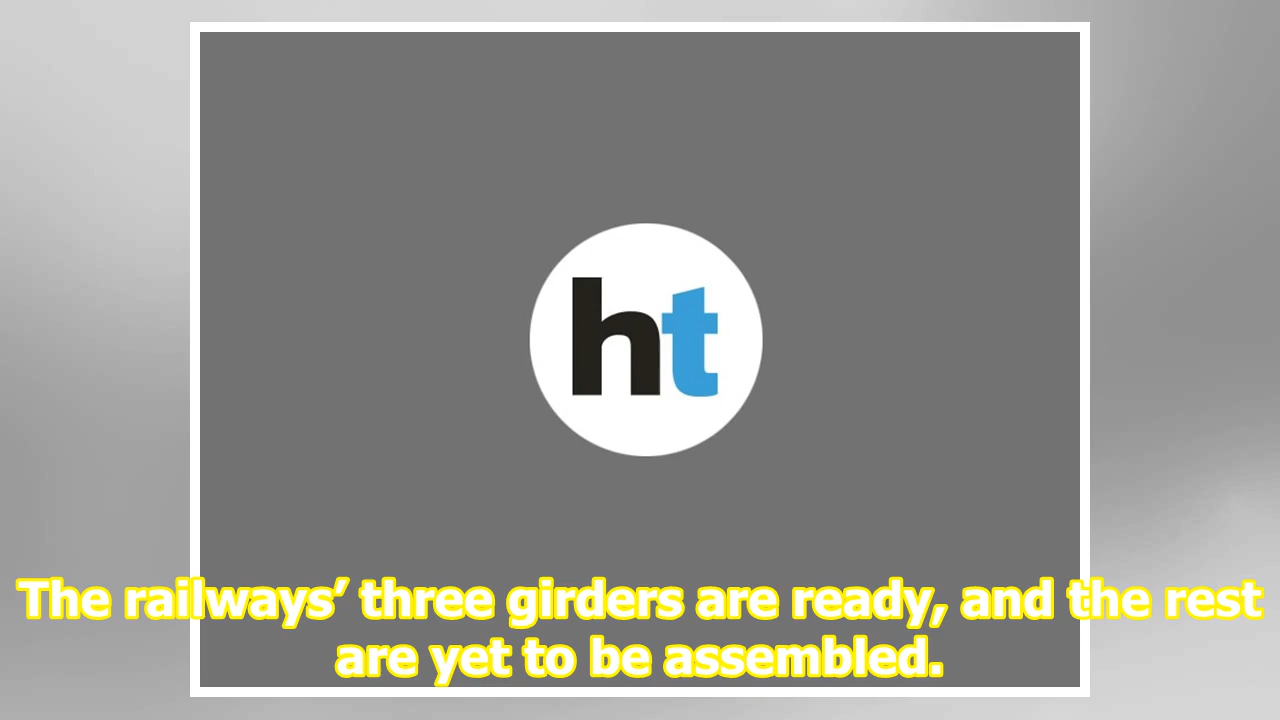 ht
The railways’ three girders are ready, and the rest
are yet to be assembled.